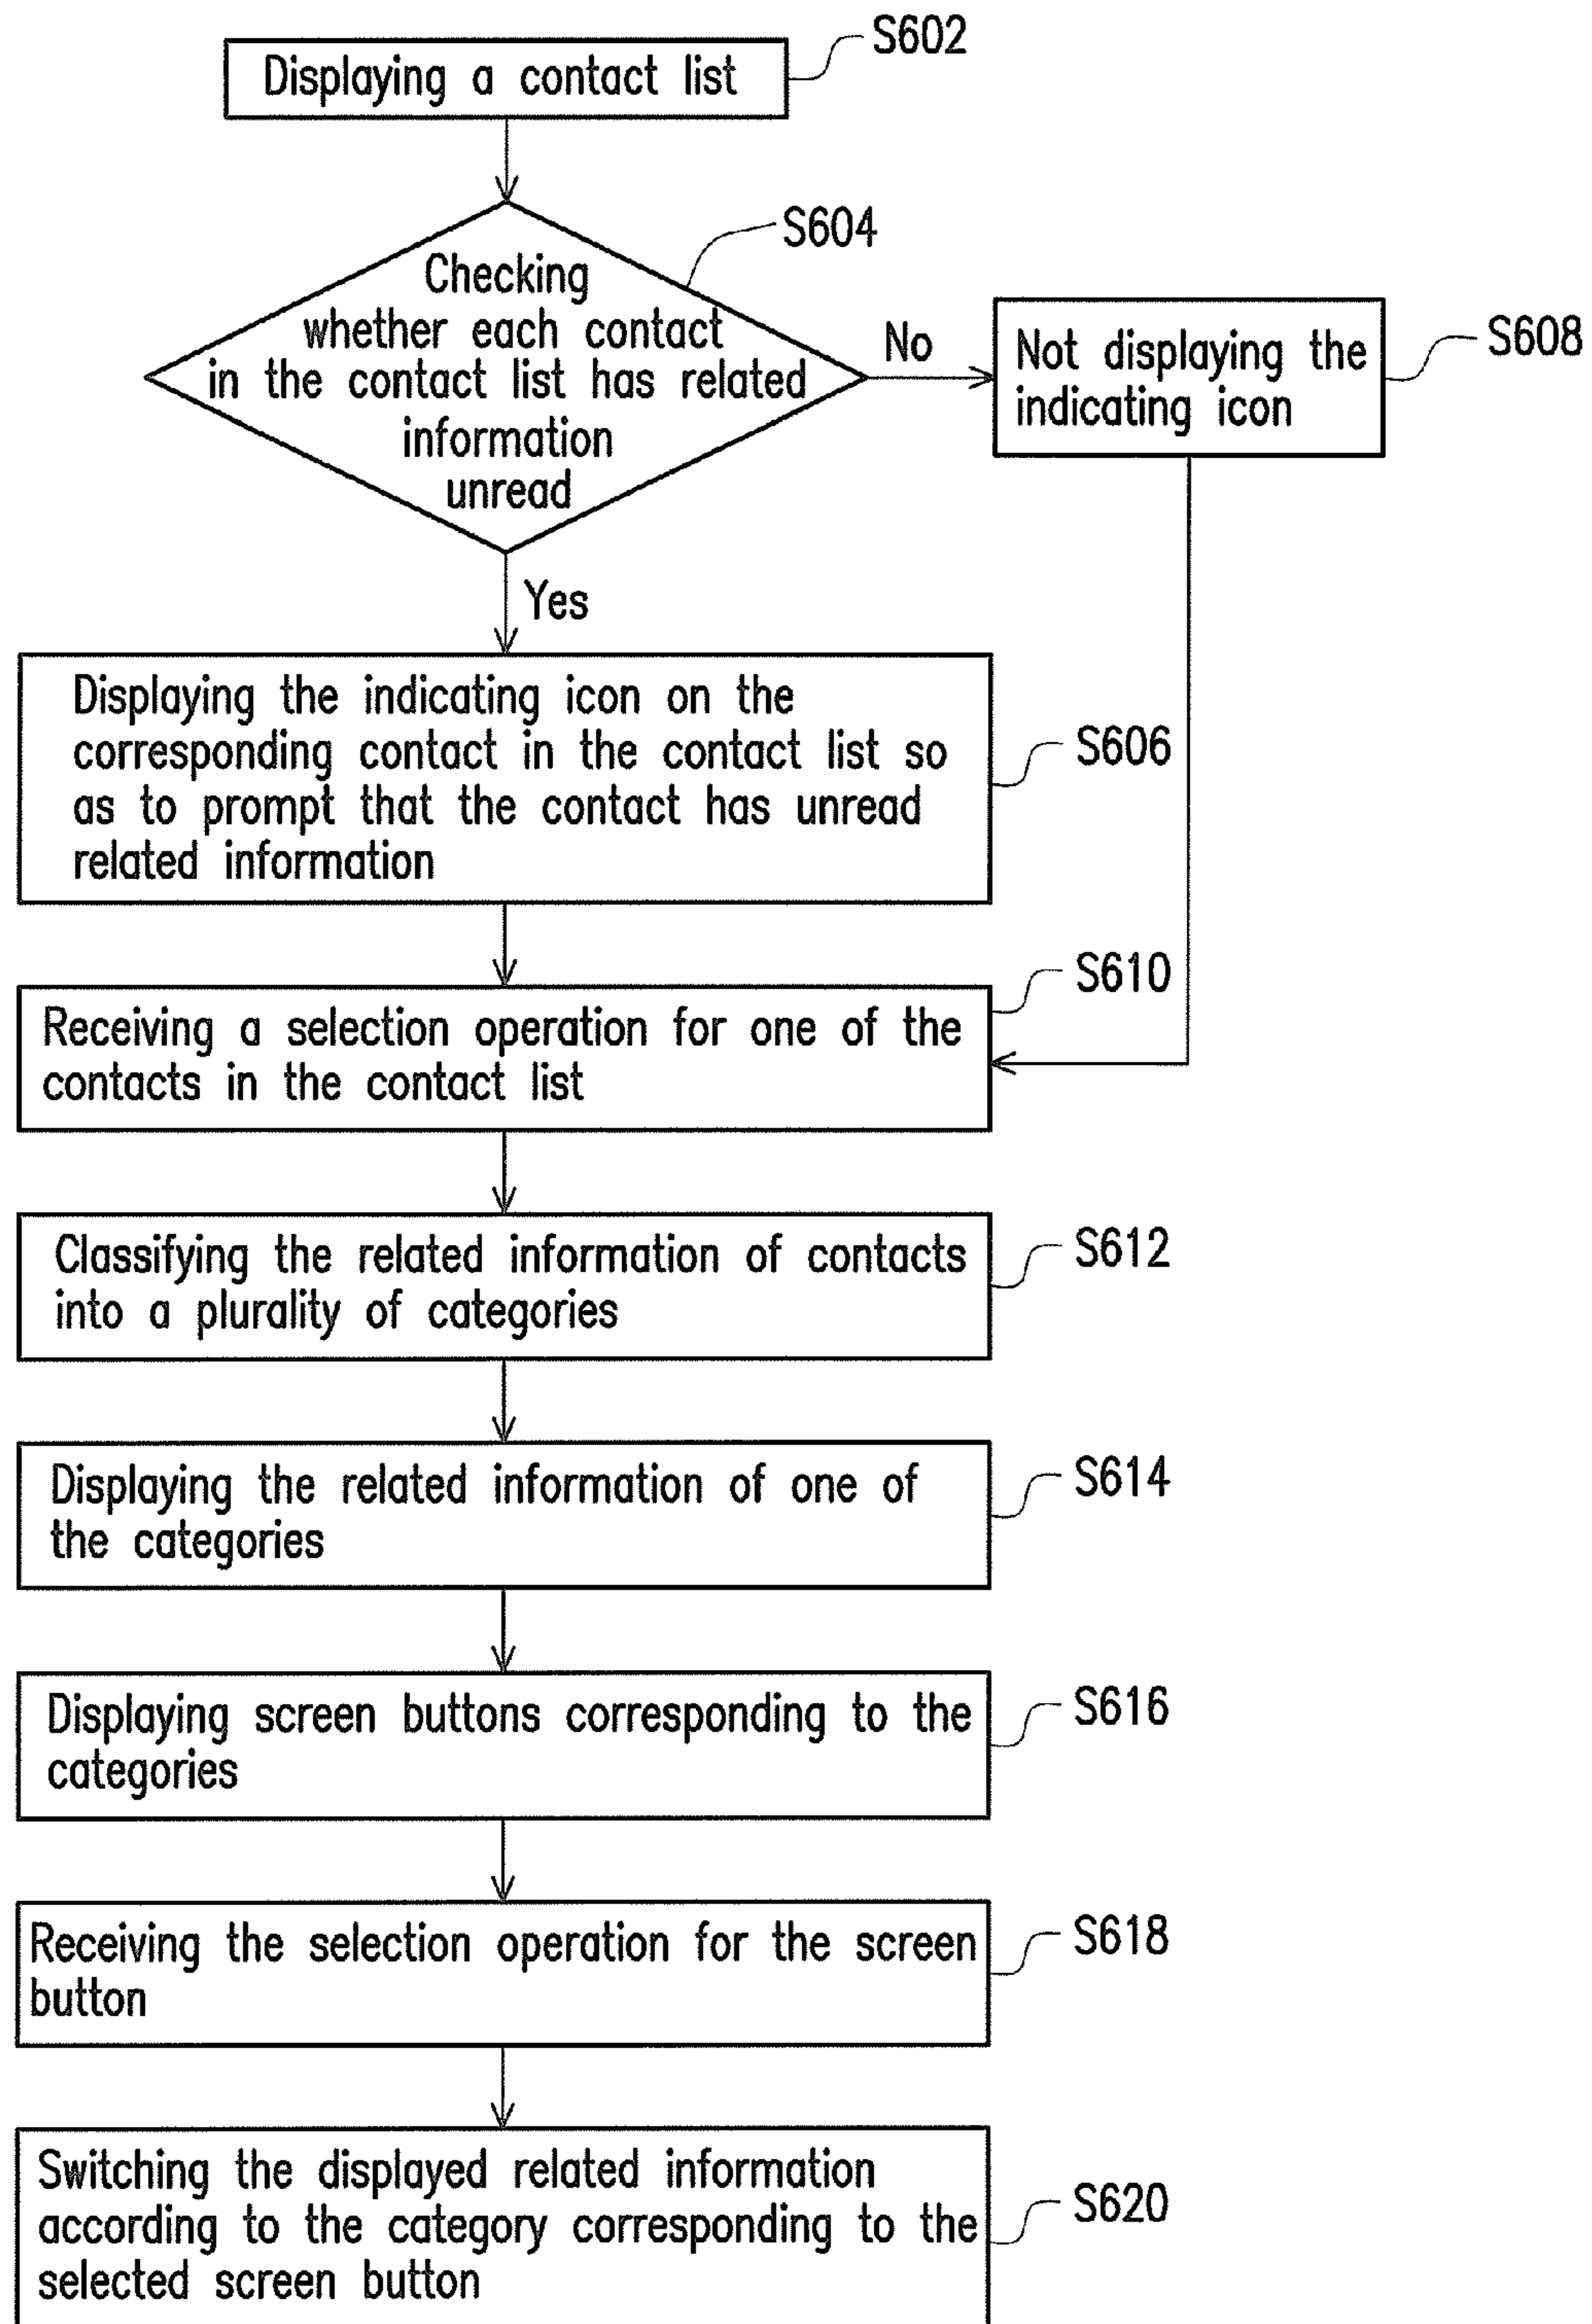 Displaying a contact list
S602
Checking
whether each contact
in the contact list has related
information
unread
S604
No
Not displaying the
indicating icon
S608
Yes
Displaying the indicating icon on the
corresponding contact in the contact list so
as to prompt that the contact has unread
related information
S606
Receiving a selection operation for one of the
contacts in the contact list
S610
Classifying the related information of contacts
into a plurality of categories
S612
Displaying the related information of one of
the categories
S614
Displaying screen buttons corresponding to the
categories
S616
Receiving the selection operation for the screen
button
S618
Switching the displayed related information
according to the category corresponding to the
selected screen button
S620